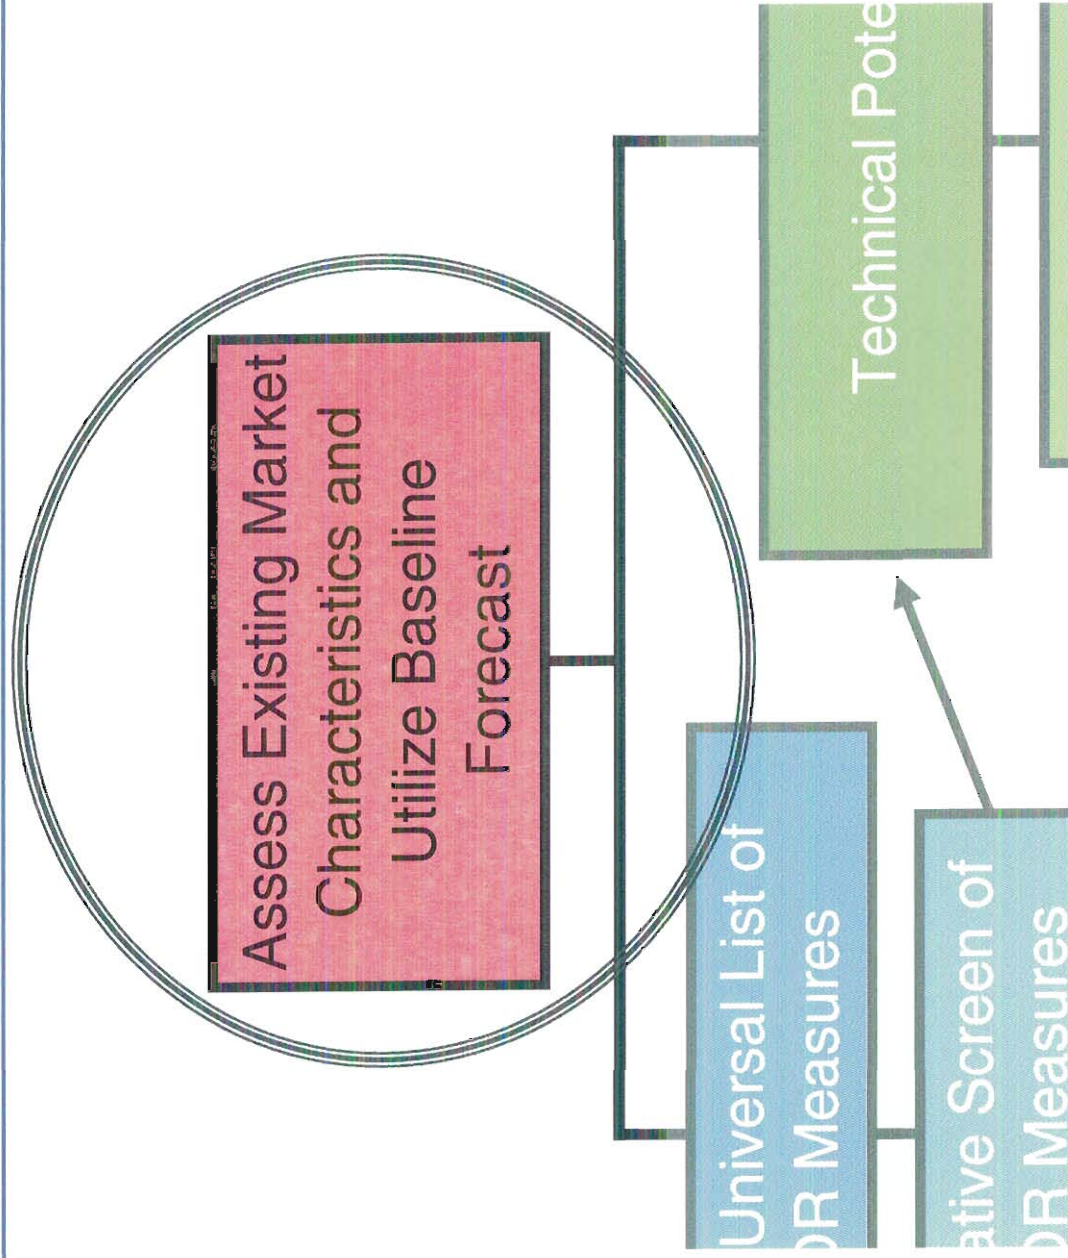 Assess Existing Market
Characteristics and
Utilize Baseline
Forecast
Universal List of
DR Measures
ative Screen of
DR Measures
Technical Pote